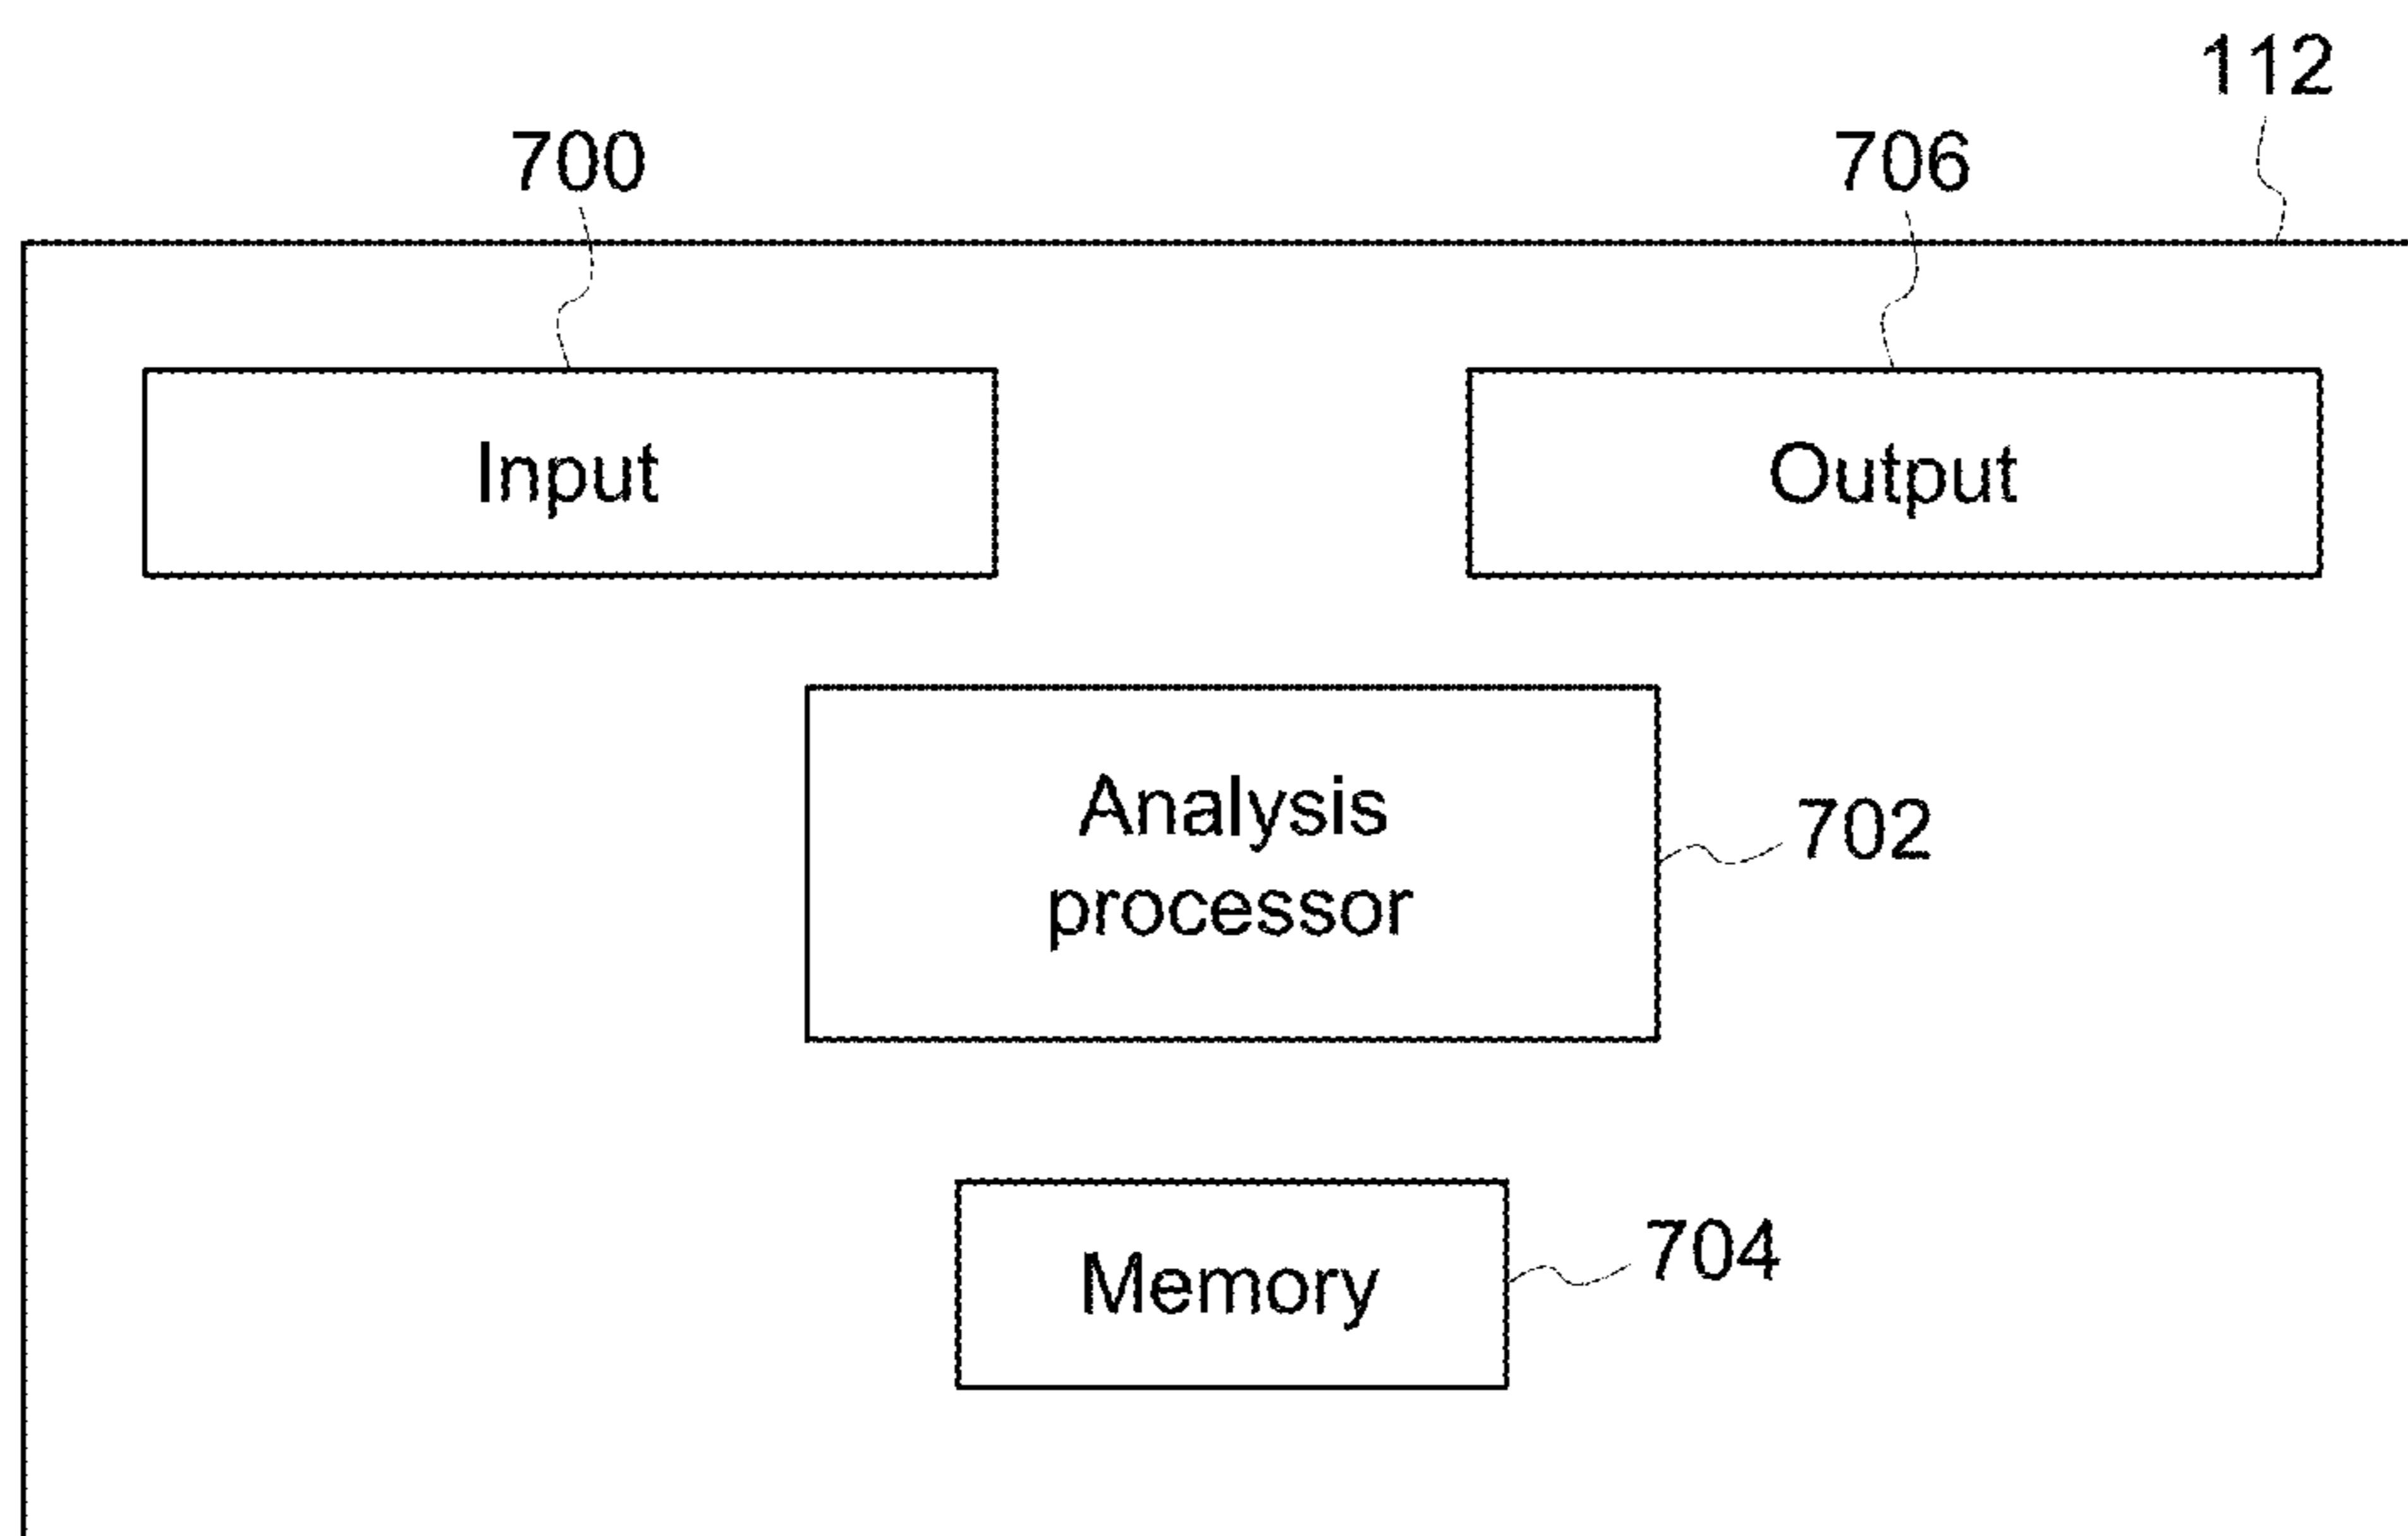 112
700
706
Input
Output
Analysis
processor
702
Memory
704